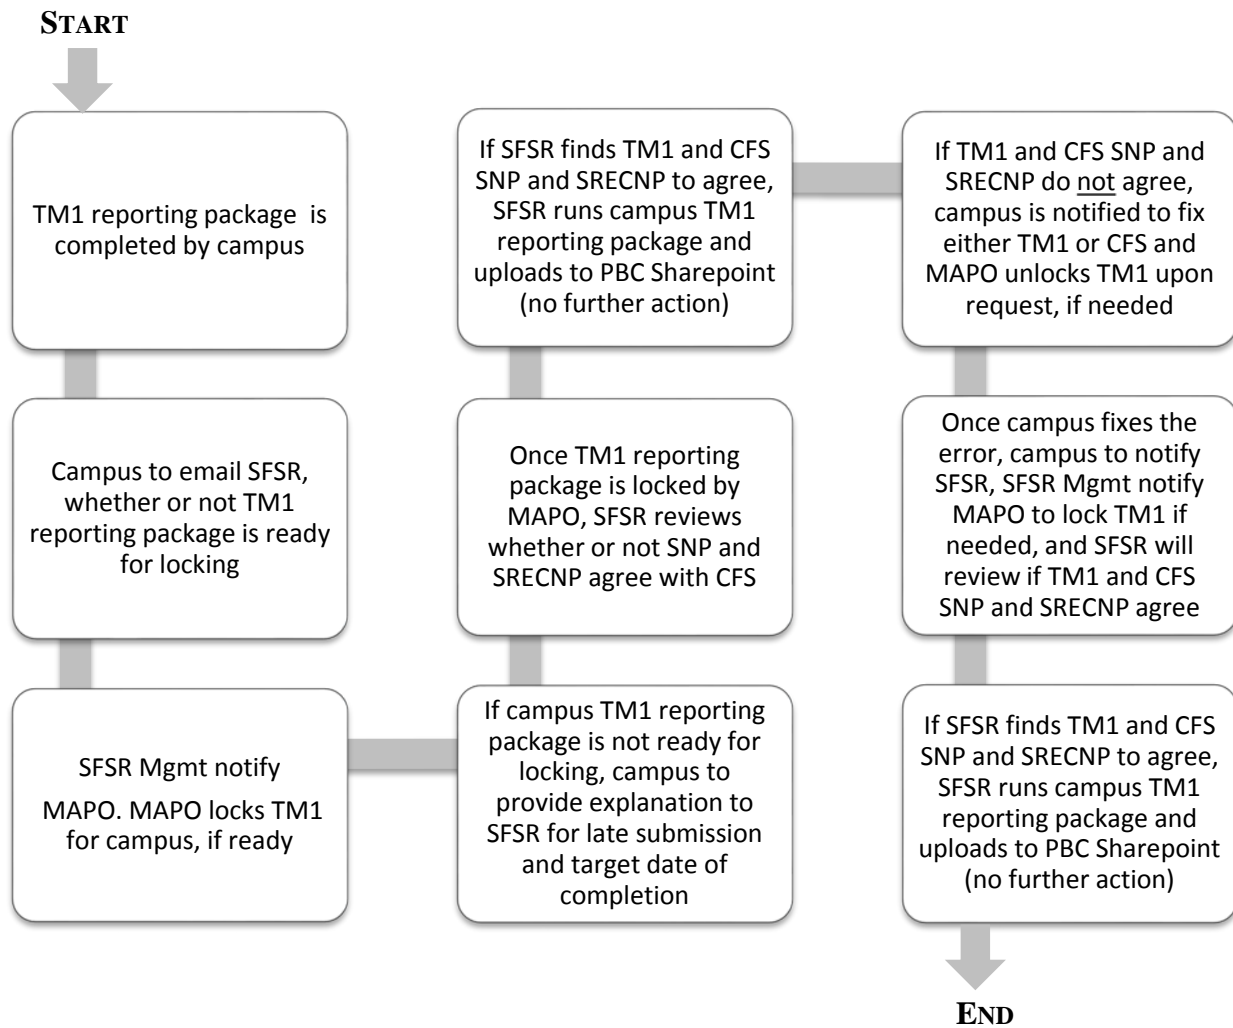 START
TM1 reporting package is
completed by campus
Campus to email SFSR,
whether or not TM1
reporting package is ready
for locking
SFSR Mgmt notify
MAPO. MAPO locks TM1
for campus, if ready
If campus TM1 reporting
package is not ready for
locking, campus to
provide explanation to
SFSR for late submission
and target date of
completion
Once TM1 reporting
package is locked by
MAPO, SFSR reviews
whether or not SNP and
SRECNP agree with CFS
If SFSR finds TM1 and CFS
SNP and SRECNP to agree,
SFSR runs campus TM1
reporting package and
uploads to PBC Sharepoint
(no further action)
If TM1 and CFS SNP and
SRECNP do not agree,
campus is notified to fix
either TM1 or CFS and
MAPO unlocks TM1 upon
request, if needed
Once campus fixes the
error, campus to notify
SFSR, SFSR Mgmt notify
MAPO to lock TM1 if
needed, and SFSR will
review if TM1 and CFS
SNP and SRECNP agree
If SFSR finds TM1 and CFS
SNP and SRECNP to agree,
SFSR runs campus TM1
reporting package and
uploads to PBC Sharepoint
(no further action)
END